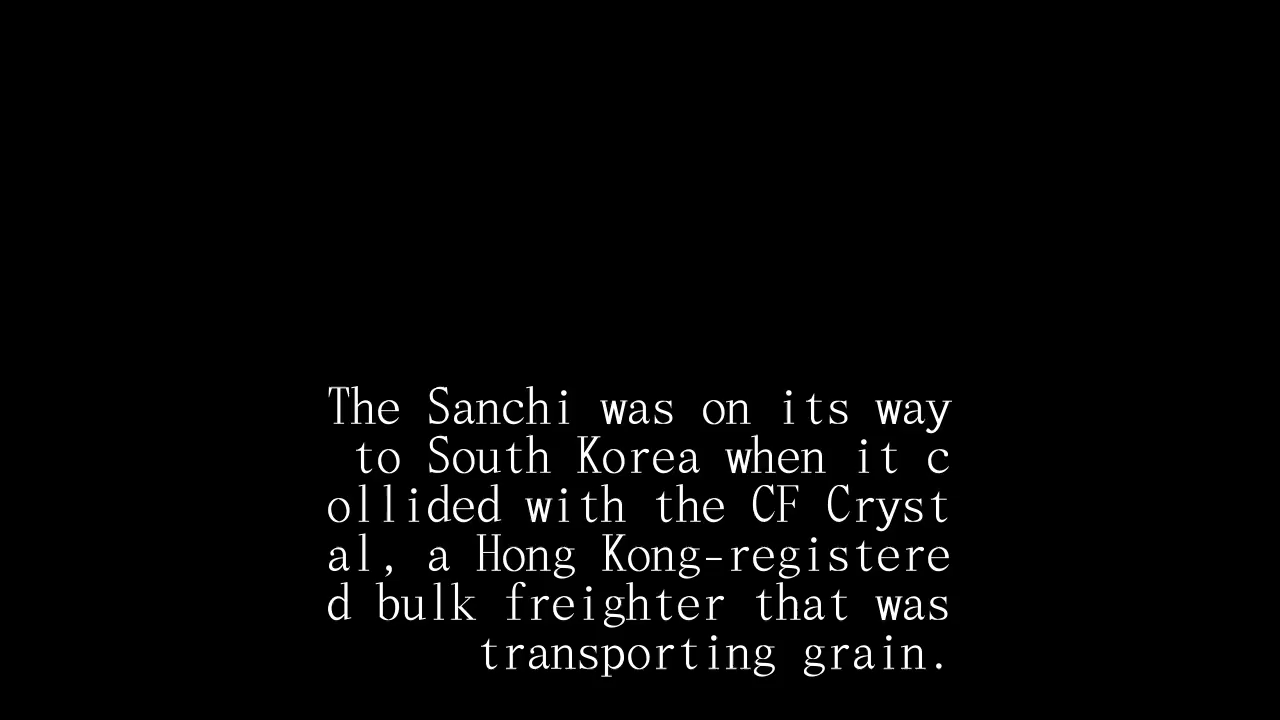 The Sanchi was on its way
to South Korea when it c
ollided with the CF Cryst
al, a Hong Kong-registere
d bulk freighter that was
transporting grain.